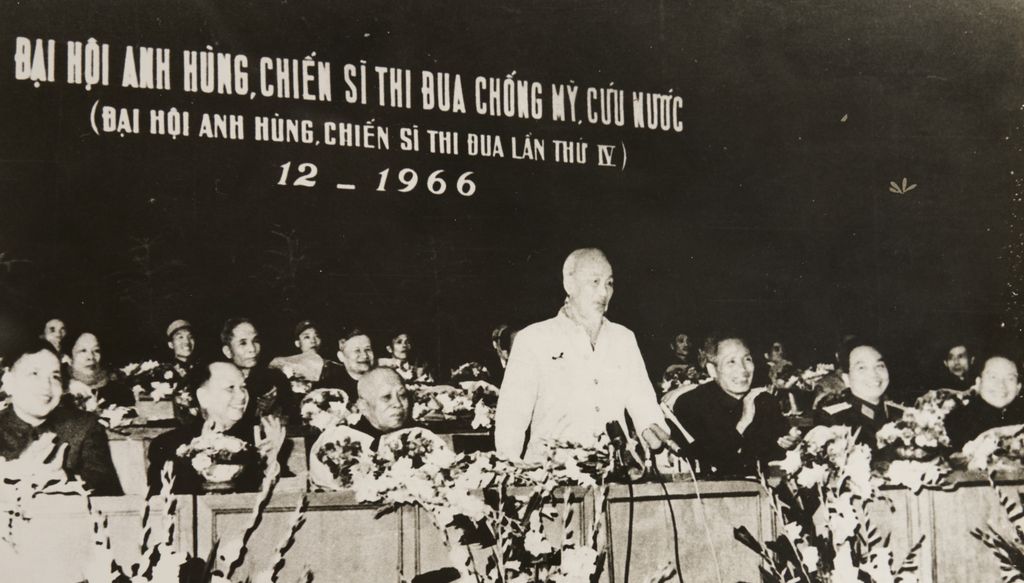 ĐẠI HỘI ANH HÙNG, CHIẾN SĨ THI ĐUA CHỐNG MỸ, CỨU NƯỚC
(ĐẠI HỘI ANH HÙNG, CHIẾN SĨ THI ĐUA LẦN THỨ IV)
12 - 1966